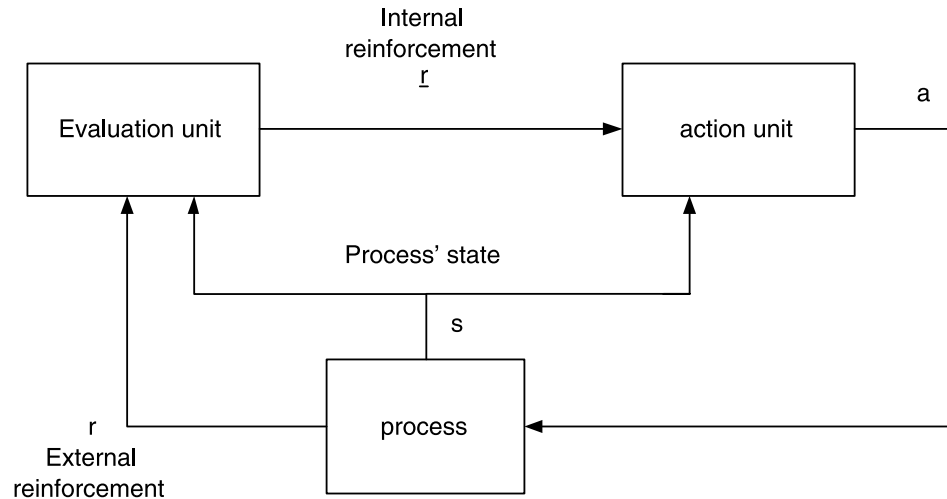 Internal
reinforcement
r
Evaluation unit
action unit
a
Process’ state
s
process
r
External
reinforcement